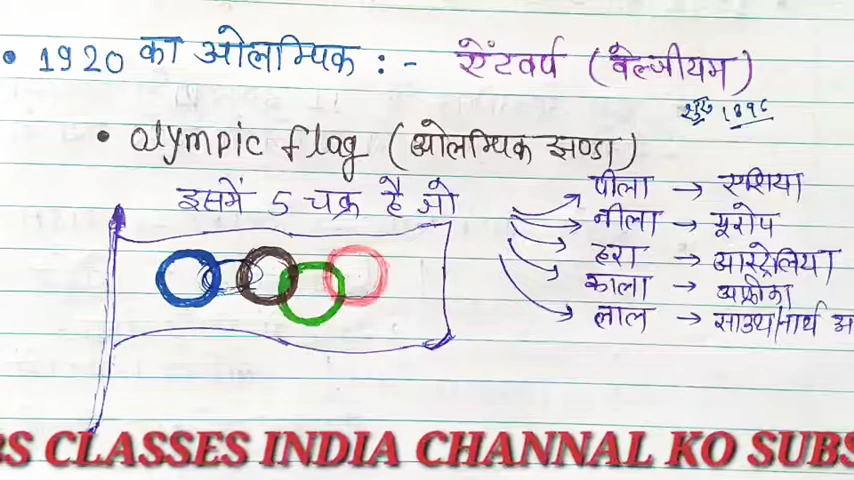 • 1920 का ओलम्पिक : - ऐंटवर्प (बेल्जीयम)
शुरू 1896
• Olympic flag (ओलम्पिक झण्डा)
इसमें 5 चक्र है जो
पीला → एशिया
नीला → यूरोप
हरा → आस्ट्रेलिया
काला → अफ्रीका
लाल → साउथ/नार्थ अ
RS CLASSES INDIA CHANNAL KO SUBS